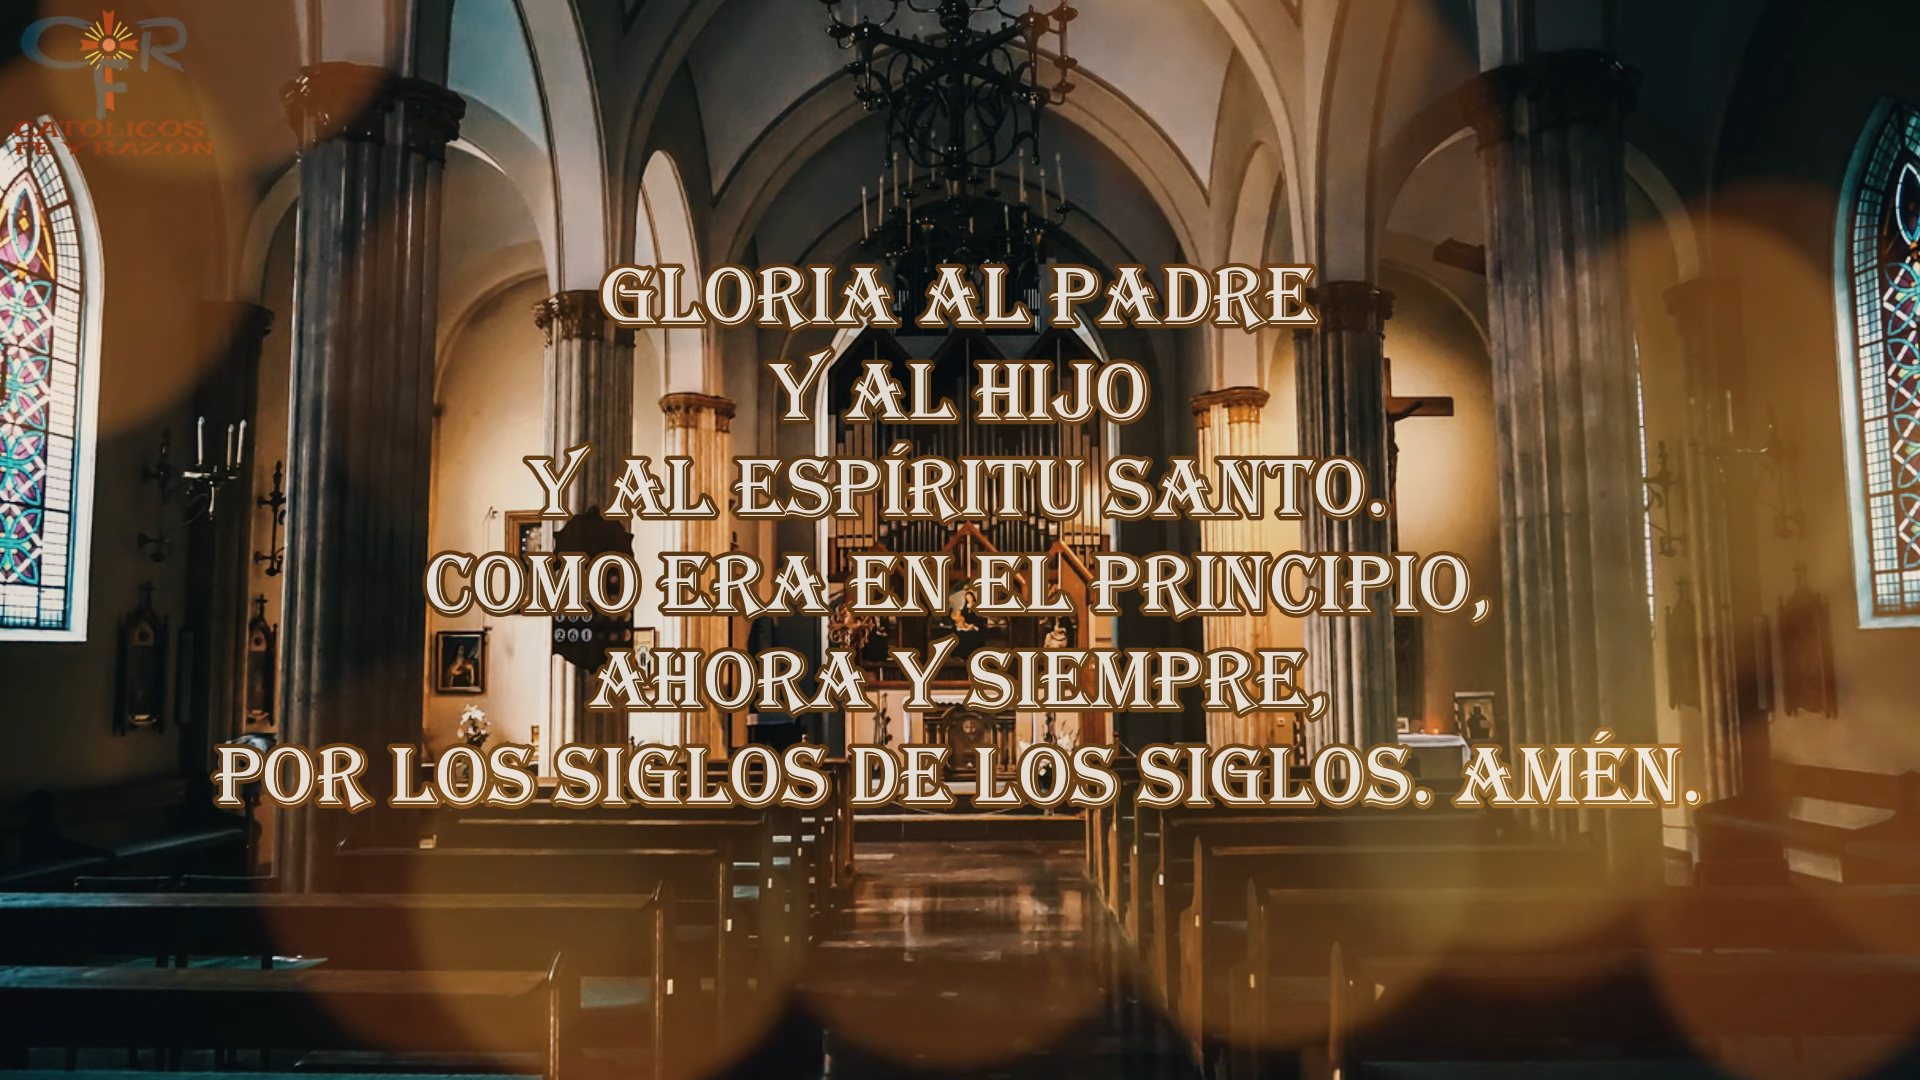 CFR
CATÓLICOS
FE Y RAZÓN
GLORIA AL PADRE
Y AL HIJO
Y AL ESPÍRITU SANTO.
COMO ERA EN EL PRINCIPIO,
261
AHORA Y SIEMPRE,
POR LOS SIGLOS DE LOS SIGLOS. AMÉN.